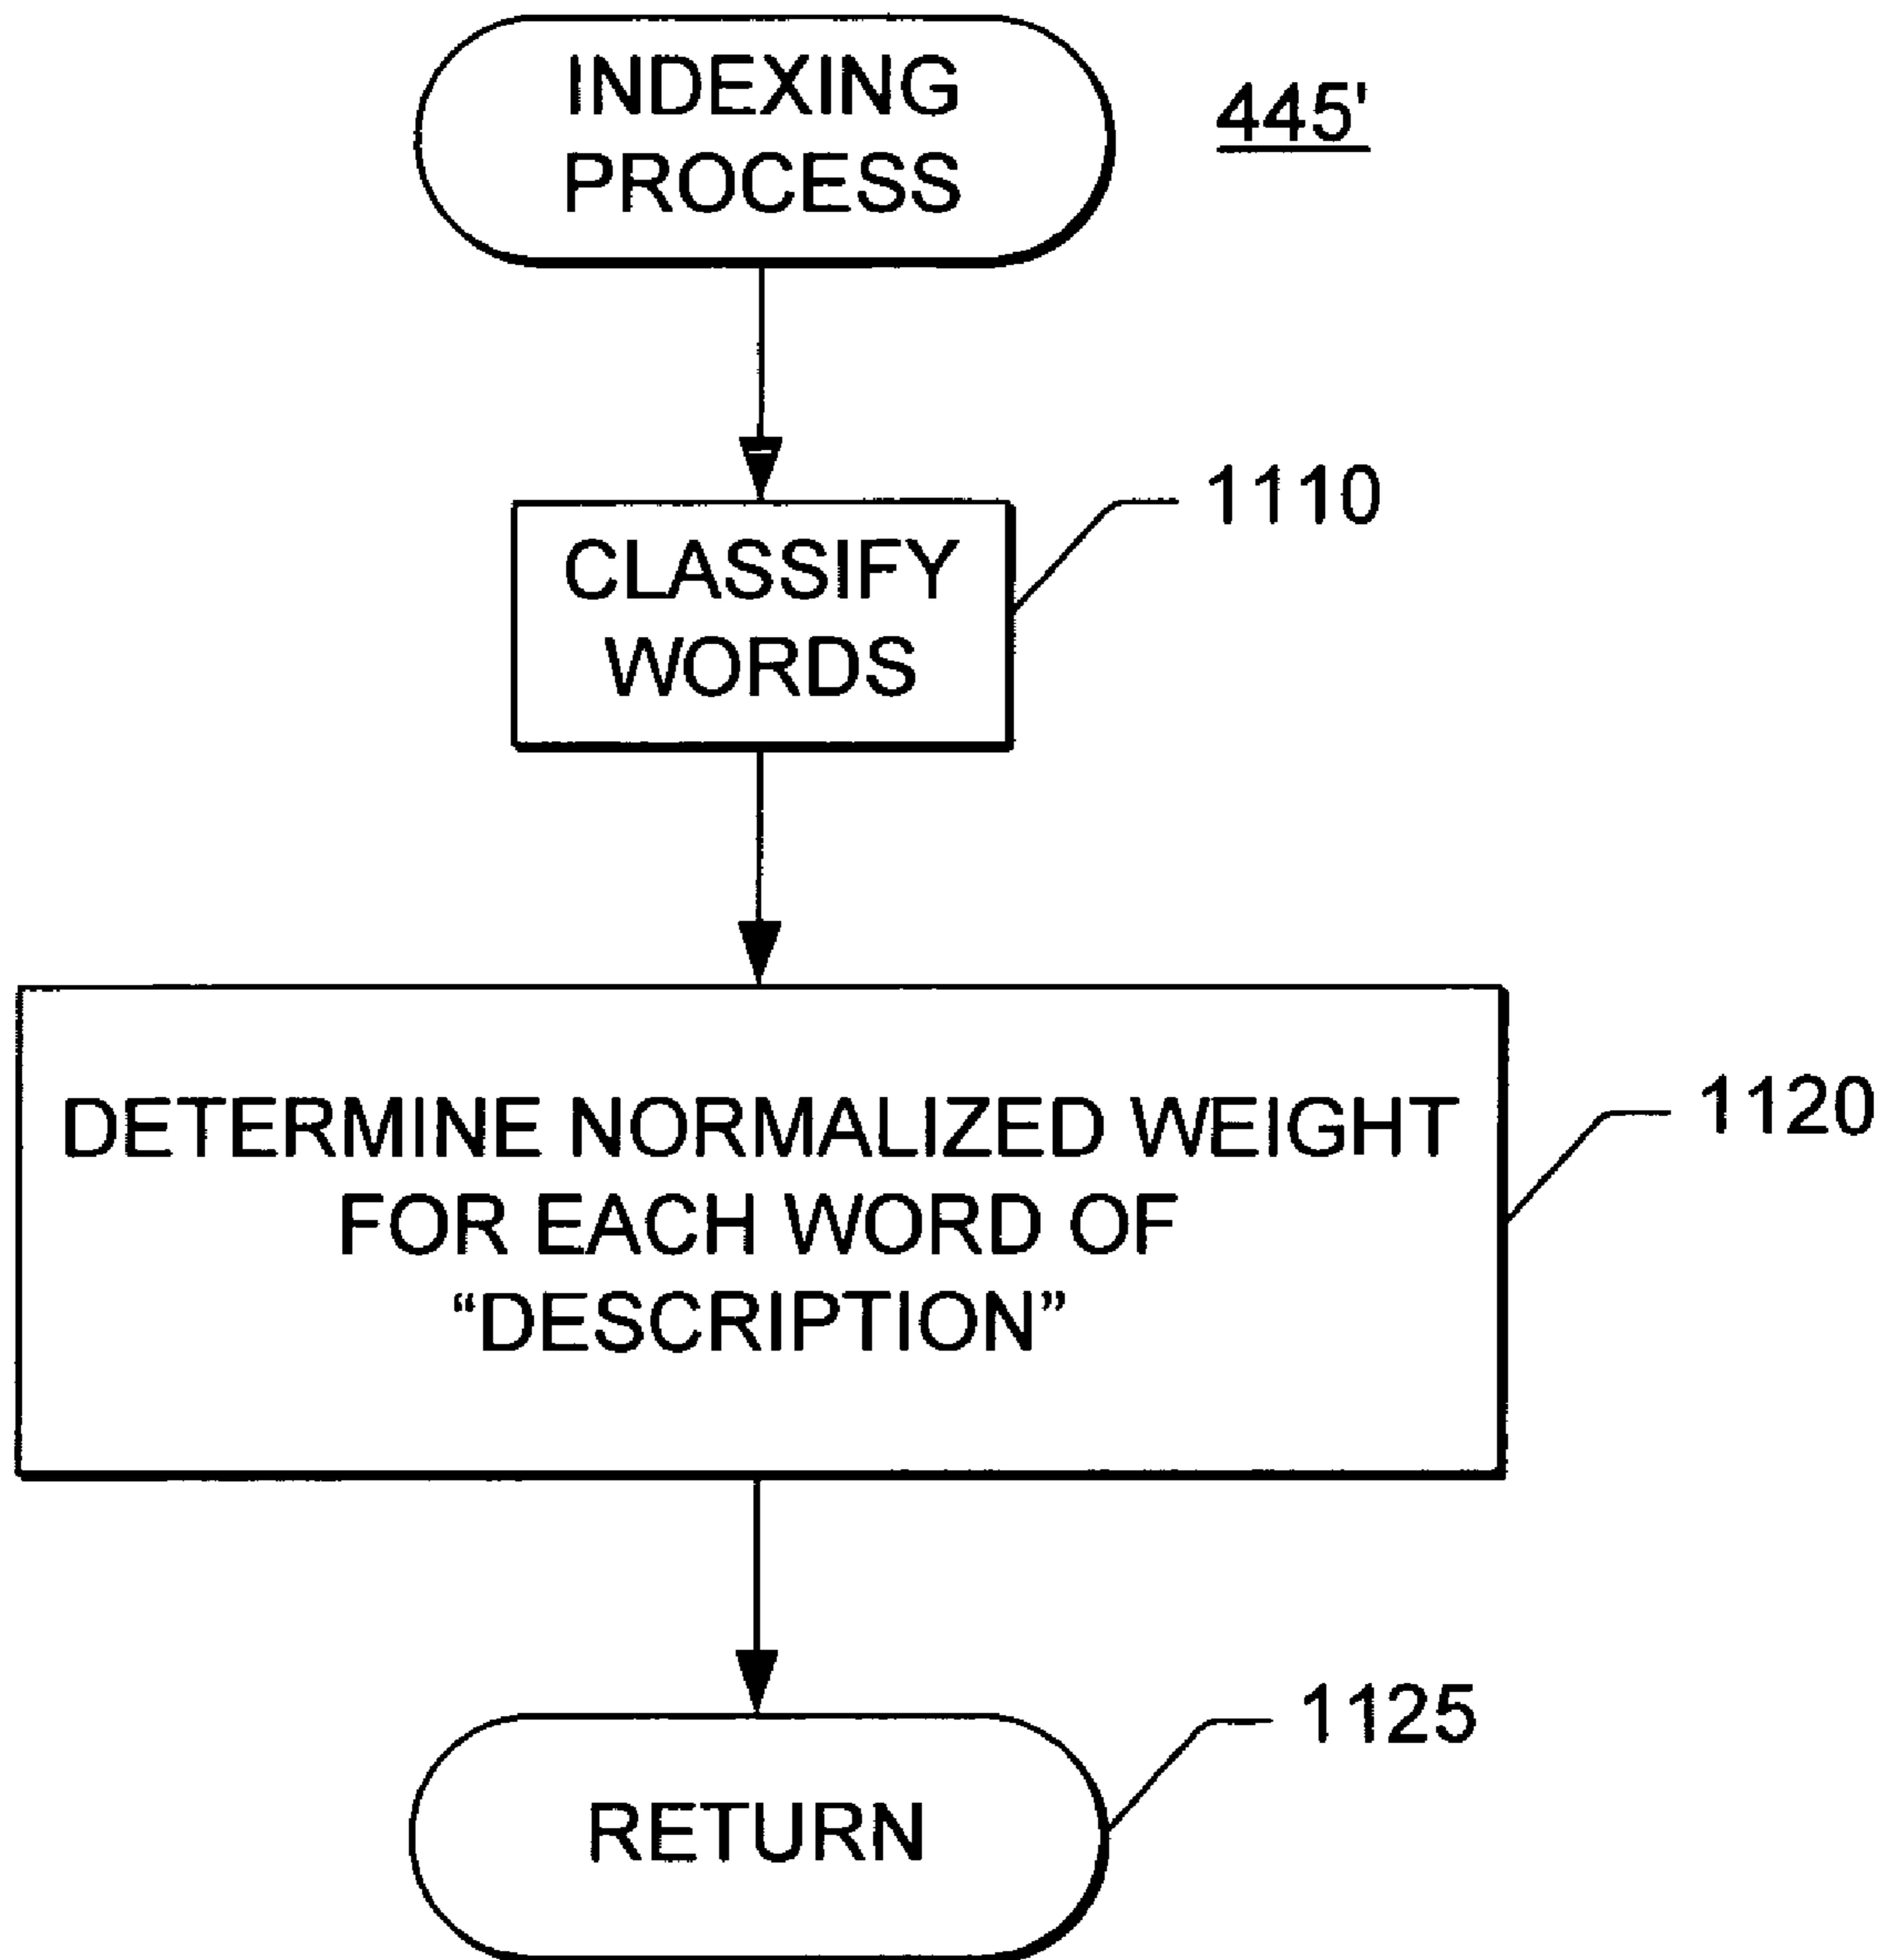 INDEXING
PROCESS
445'
CLASSIFY
WORDS
1110
DETERMINE NORMALIZED WEIGHT
FOR EACH WORD OF
“DESCRIPTION”
1120
RETURN
1125